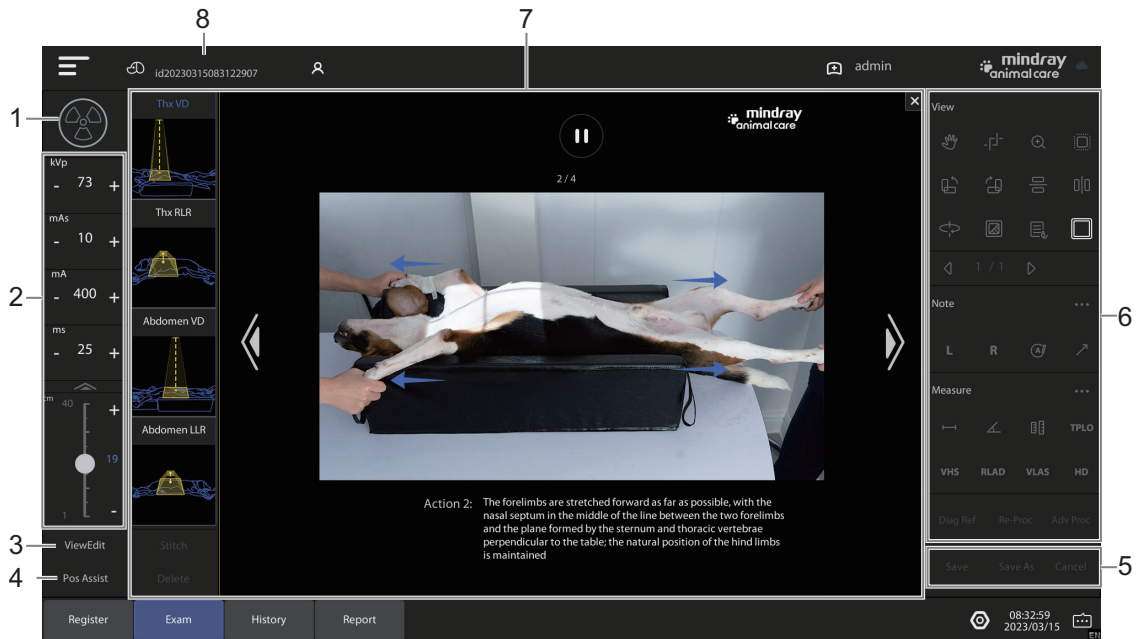 8
7
id20230315083122907
admin
mindray
animal care
1
Thx VD
mindray
animal care
View
kVp
- 73 +
2 / 4
mAs
- 10 +
Thx RLR
mA
- 400 +
2
1 / 1
Note
6
ms
- 25 +
Abdomen VD
L R A
cm
40 +
Measure
19
Abdomen LLR
TPLO
VHS RLAD VLAS HD
1 -
Action 2: The forelimbs are stretched forward as far as possible, with the
nasal septum in the middle of the line between the two forelimbs
and the plane formed by the sternum and thoracic vertebrae
perpendicular to the table; the natural position of the hind limbs
is maintained
Diag Ref Re-Proc Adv Proc
3
ViewEdit
Stitch
4
Pos Assist
Delete
Save Save As Cancel
5
Register Exam History Report
08:32:59
2023/03/15
EN